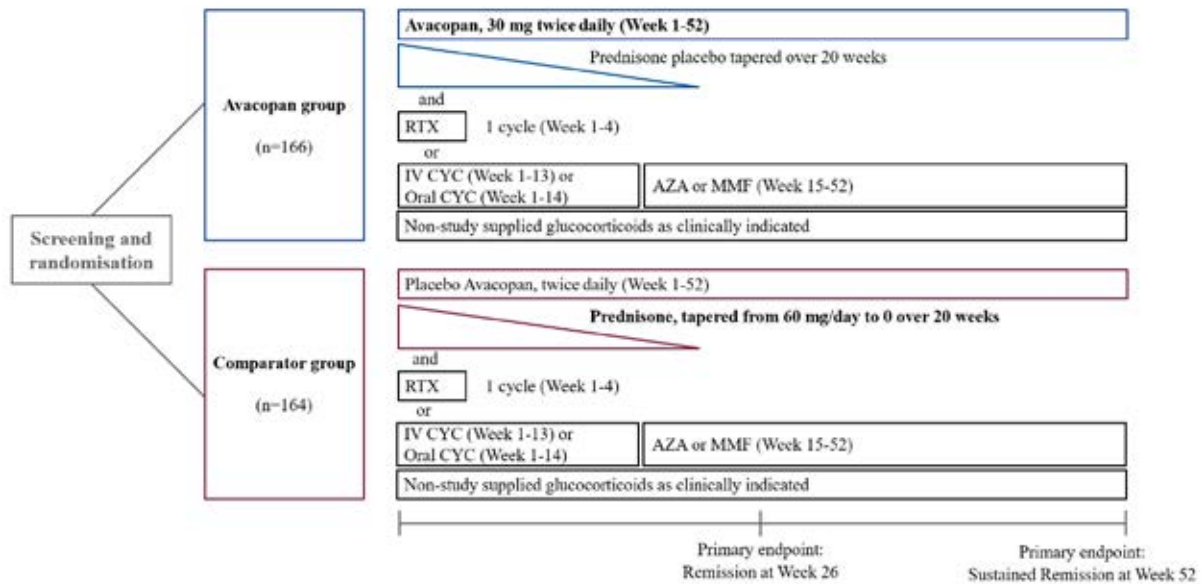 Screening and
randomisation
Avacopan group
(n=166)
Avacopan, 30 mg twice daily (Week 1-52)
Prednisone placebo tapered over 20 weeks
and
RTX
1 cycle (Week 1-4)
or
IV CYC (Week 1-13) or
Oral CYC (Week 1-14)
AZA or MMF (Week 15-52)
Non-study supplied glucocorticoids as clinically indicated
Comparator group
(n=164)
Placebo Avacopan, twice daily (Week 1-52)
Prednisone, tapered from 60 mg/day to 0 over 20 weeks
and
RTX
1 cycle (Week 1-4)
or
IV CYC (Week 1-13) or
Oral CYC (Week 1-14)
AZA or MMF (Week 15-52)
Non-study supplied glucocorticoids as clinically indicated
Primary endpoint:
Remission at Week 26
Primary endpoint:
Sustained Remission at Week 52